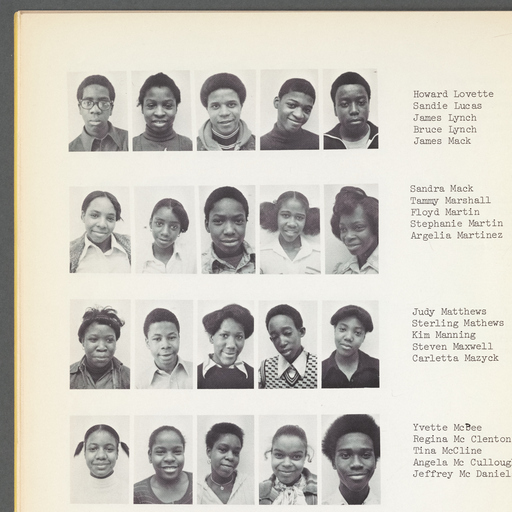 Howard Lovette
Sandie Lucas
James Lynch
Bruce Lynch
James Mack
Sandra Mack
Tammy Marshall
Floyd Martin
Stephanie Martin
Argelia Martinez
Judy Matthews
Sterling Mathews
Kim Manning
Steven Maxwell
Carletta Mazyck
Yvette McBee
Regina Mc Clenton
Tina McCline
Angela Mc Culloug
Jeffrey Mc Daniel